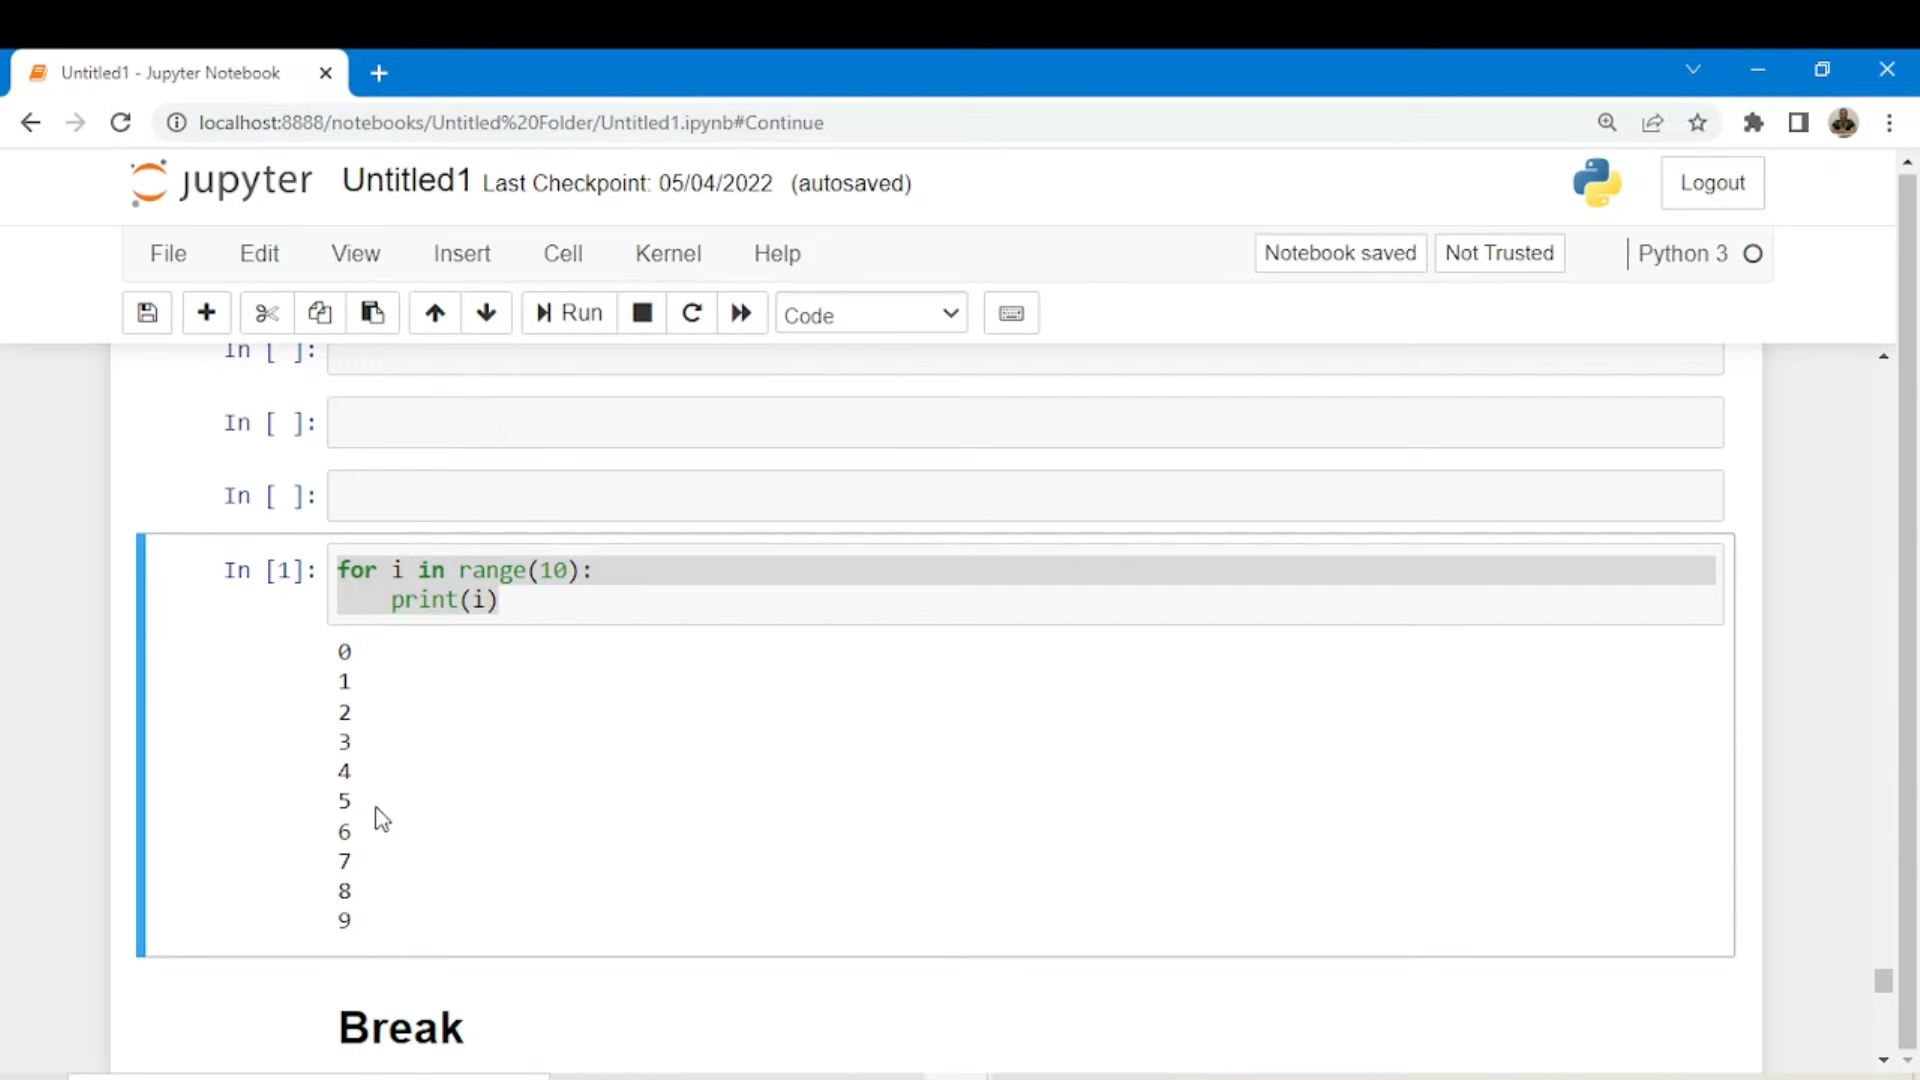 Untitled1 - Jupyter Notebook
localhost:8888/notebooks/Untitled%20Folder/Untitled1.ipynb#Continue
jupyter Untitled1 Last Checkpoint: 05/04/2022 (autosaved) Logout
File Edit View Insert Cell Kernel Help Notebook saved Not Trusted Python 3
Run Code
In [ ]:
In [ ]:
In [ ]:
In [1]: for i in range(10):
print(i)
0
1
2
3
4
5
6
7
8
9
Break